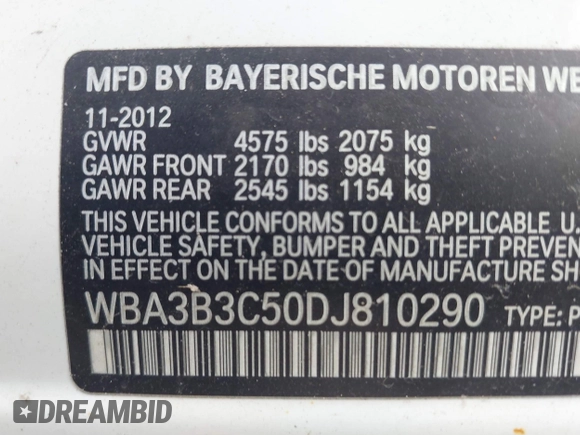 MFD BY BAYERISCHE MOTOREN WE
11-2012
GVWR 4575 lbs 2075 kg
GAWR FRONT 2170 lbs 984 kg
GAWR REAR 2545 lbs 1154 kg
THIS VEHICLE CONFORMS TO ALL APPLICABLE U.
VEHICLE SAFETY, BUMPER AND THEFT PREVEN
IN EFFECT ON THE DATE OF MANUFACTURE SH
WBA3B3C50DJ810290 TYPE: P
DREAMBID